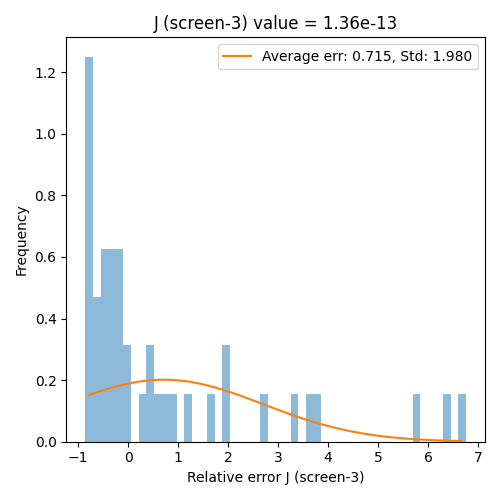 J (screen-3) value = 1.36e-13
Average err: 0.715, Std: 1.980
1.2
1.0
0.8
0.6
0.4
0.2
0.0
Frequency
−1 0 1 2 3 4 5 6 7
Relative error J (screen-3)